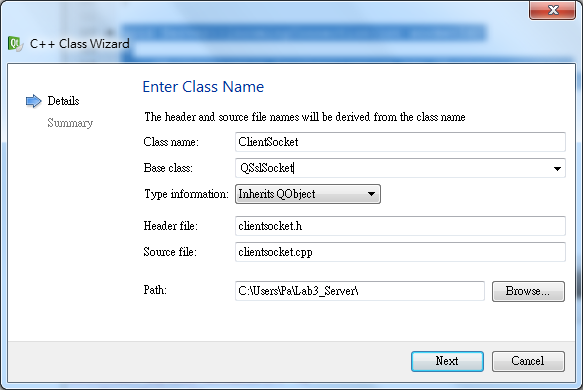 C++ Class Wizard
Details
Summary
Enter Class Name
The header and source file names will be derived from the class name
Class name: ClientSocket
Base class: QSslSocket
Type information: Inherits QObject
Header file: clientsocket.h
Source file: clientsocket.cpp
Path: C:\Users\Pa\Lab3_Server\ Browse...
Next Cancel